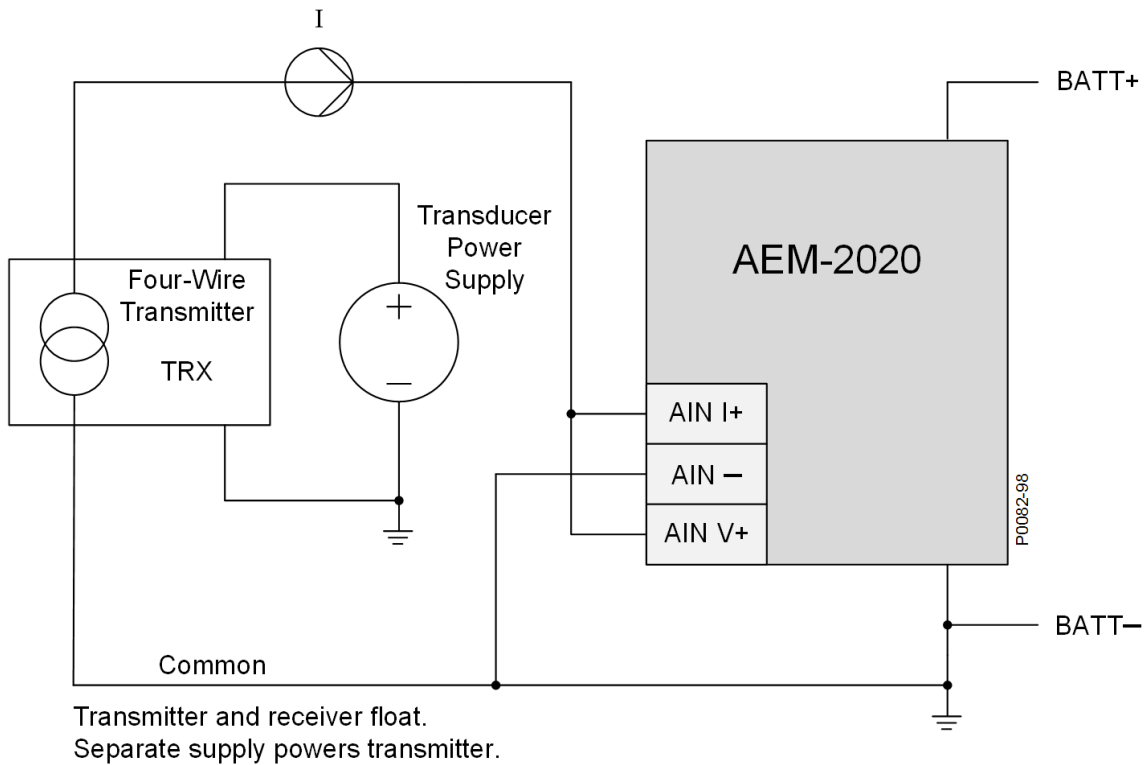 I
BATT+
Transducer
Power
Supply
AEM-2020
Four-Wire
Transmitter
TRX
+
−
AIN I+
AIN −
AIN V+
P0082-98
BATT−
Common
Transmitter and receiver float.
Separate supply powers transmitter.